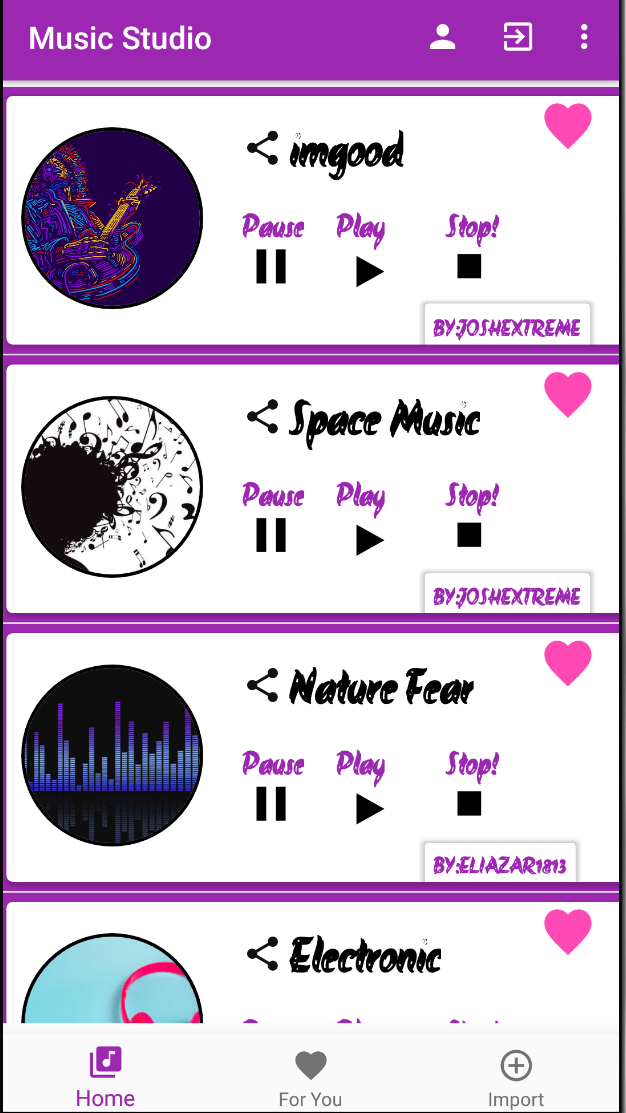 Music Studio
imgood
Pause Play Stop!
BY:JOSHEXTREME
Space Music
Pause Play Stop!
BY:JOSHEXTREME
Nature Fear
Pause Play Stop!
BY:ELIAZAR1813
Electronic
Home For You Import